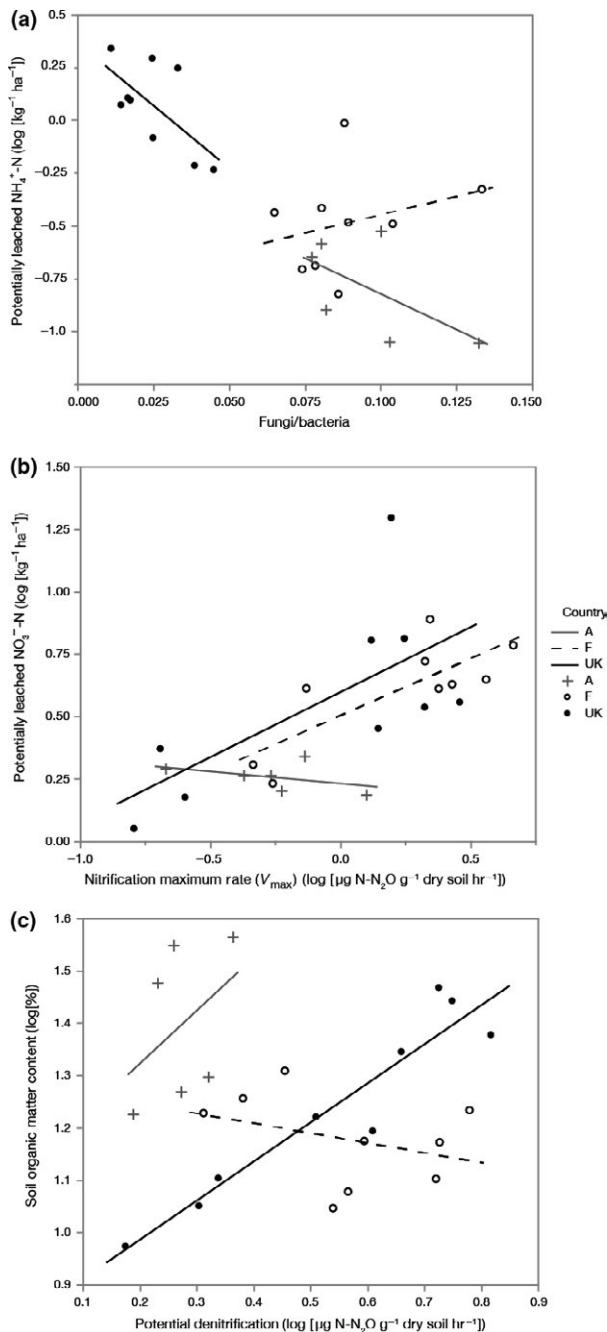 (a)
Potentially leached NH₄⁺-N (log [kg⁻¹ ha⁻¹])
0.5
0.25
0.0
−0.25
−0.5
−0.75
−1.0
0.000 0.025 0.050 0.075 0.100 0.125 0.150
Fungi/bacteria
(b)
Potentially leached NO₃⁻-N (log [kg⁻¹ ha⁻¹])
1.50
1.25
1.00
0.75
0.50
0.25
0.00
−1.0 −0.5 0.0 0.5
Nitrification maximum rate (Vmax) (log [µg N-N₂O g⁻¹ dry soil hr⁻¹])
Country
A
F
UK
A
F
UK
(c)
Soil organic matter content (log[%])
1.6
1.5
1.4
1.3
1.2
1.1
1.0
0.9
0.1 0.2 0.3 0.4 0.5 0.6 0.7 0.8 0.9
Potential denitrification (log [µg N-N₂O g⁻¹ dry soil hr⁻¹])